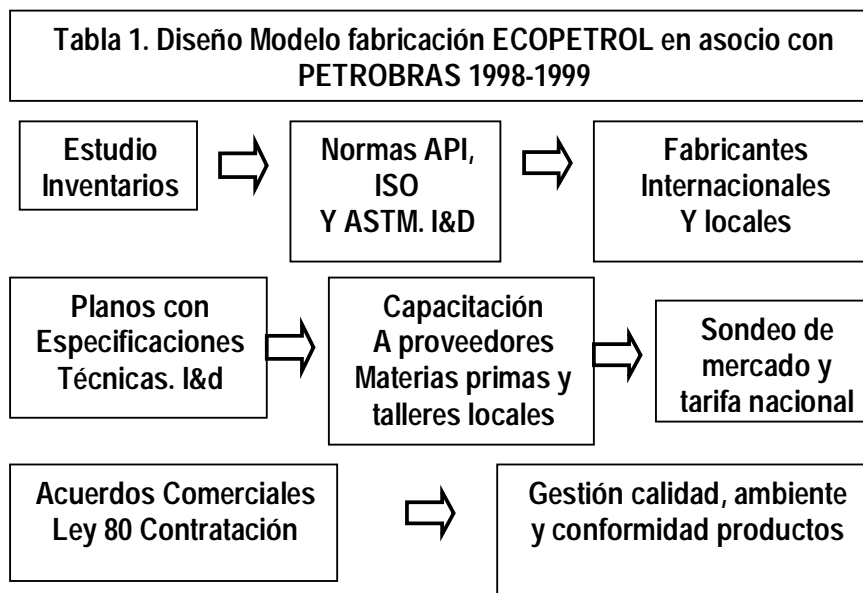 Tabla 1. Diseño Modelo fabricación ECOPETROL en asocio con
PETROBRAS 1998-1999
Estudio
Inventarios
Normas API,
ISO
Y ASTM. I&D
Fabricantes
Internacionales
Y locales
Planos con
Especificaciones
Técnicas. I&d
Capacitación
A proveedores
Materias primas y
talleres locales
Sondeo de
mercado y
tarifa nacional
Acuerdos Comerciales
Ley 80 Contratación
Gestión calidad, ambiente
y conformidad productos